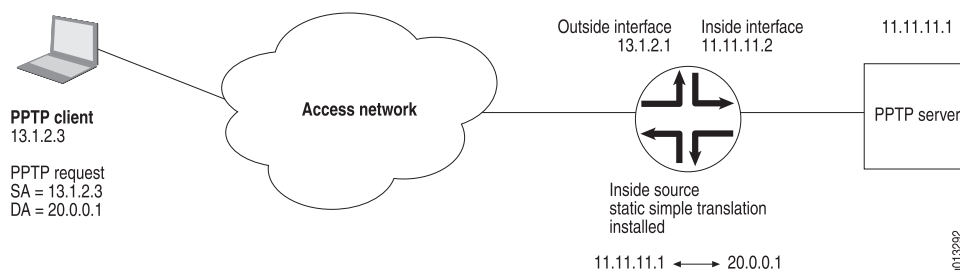 Outside interface
13.1.2.1
Inside interface
11.11.11.2
11.11.11.1
PPTP client
13.1.2.3
Access network
PPTP server
PPTP request
SA = 13.1.2.3
DA = 20.0.0.1
Inside source
static simple translation
installed
11.11.11.1
20.0.0.1
g013292